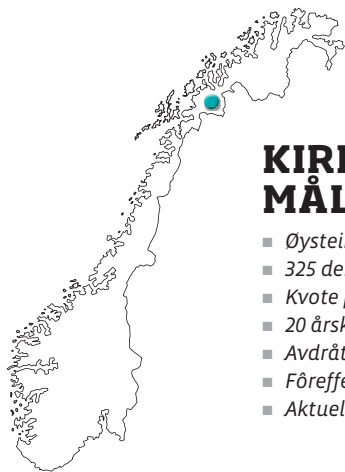 KIR
MÅL
Øystei
325 de
Kvote
20 årsk
Avdråt
Fôreffe
Aktuel